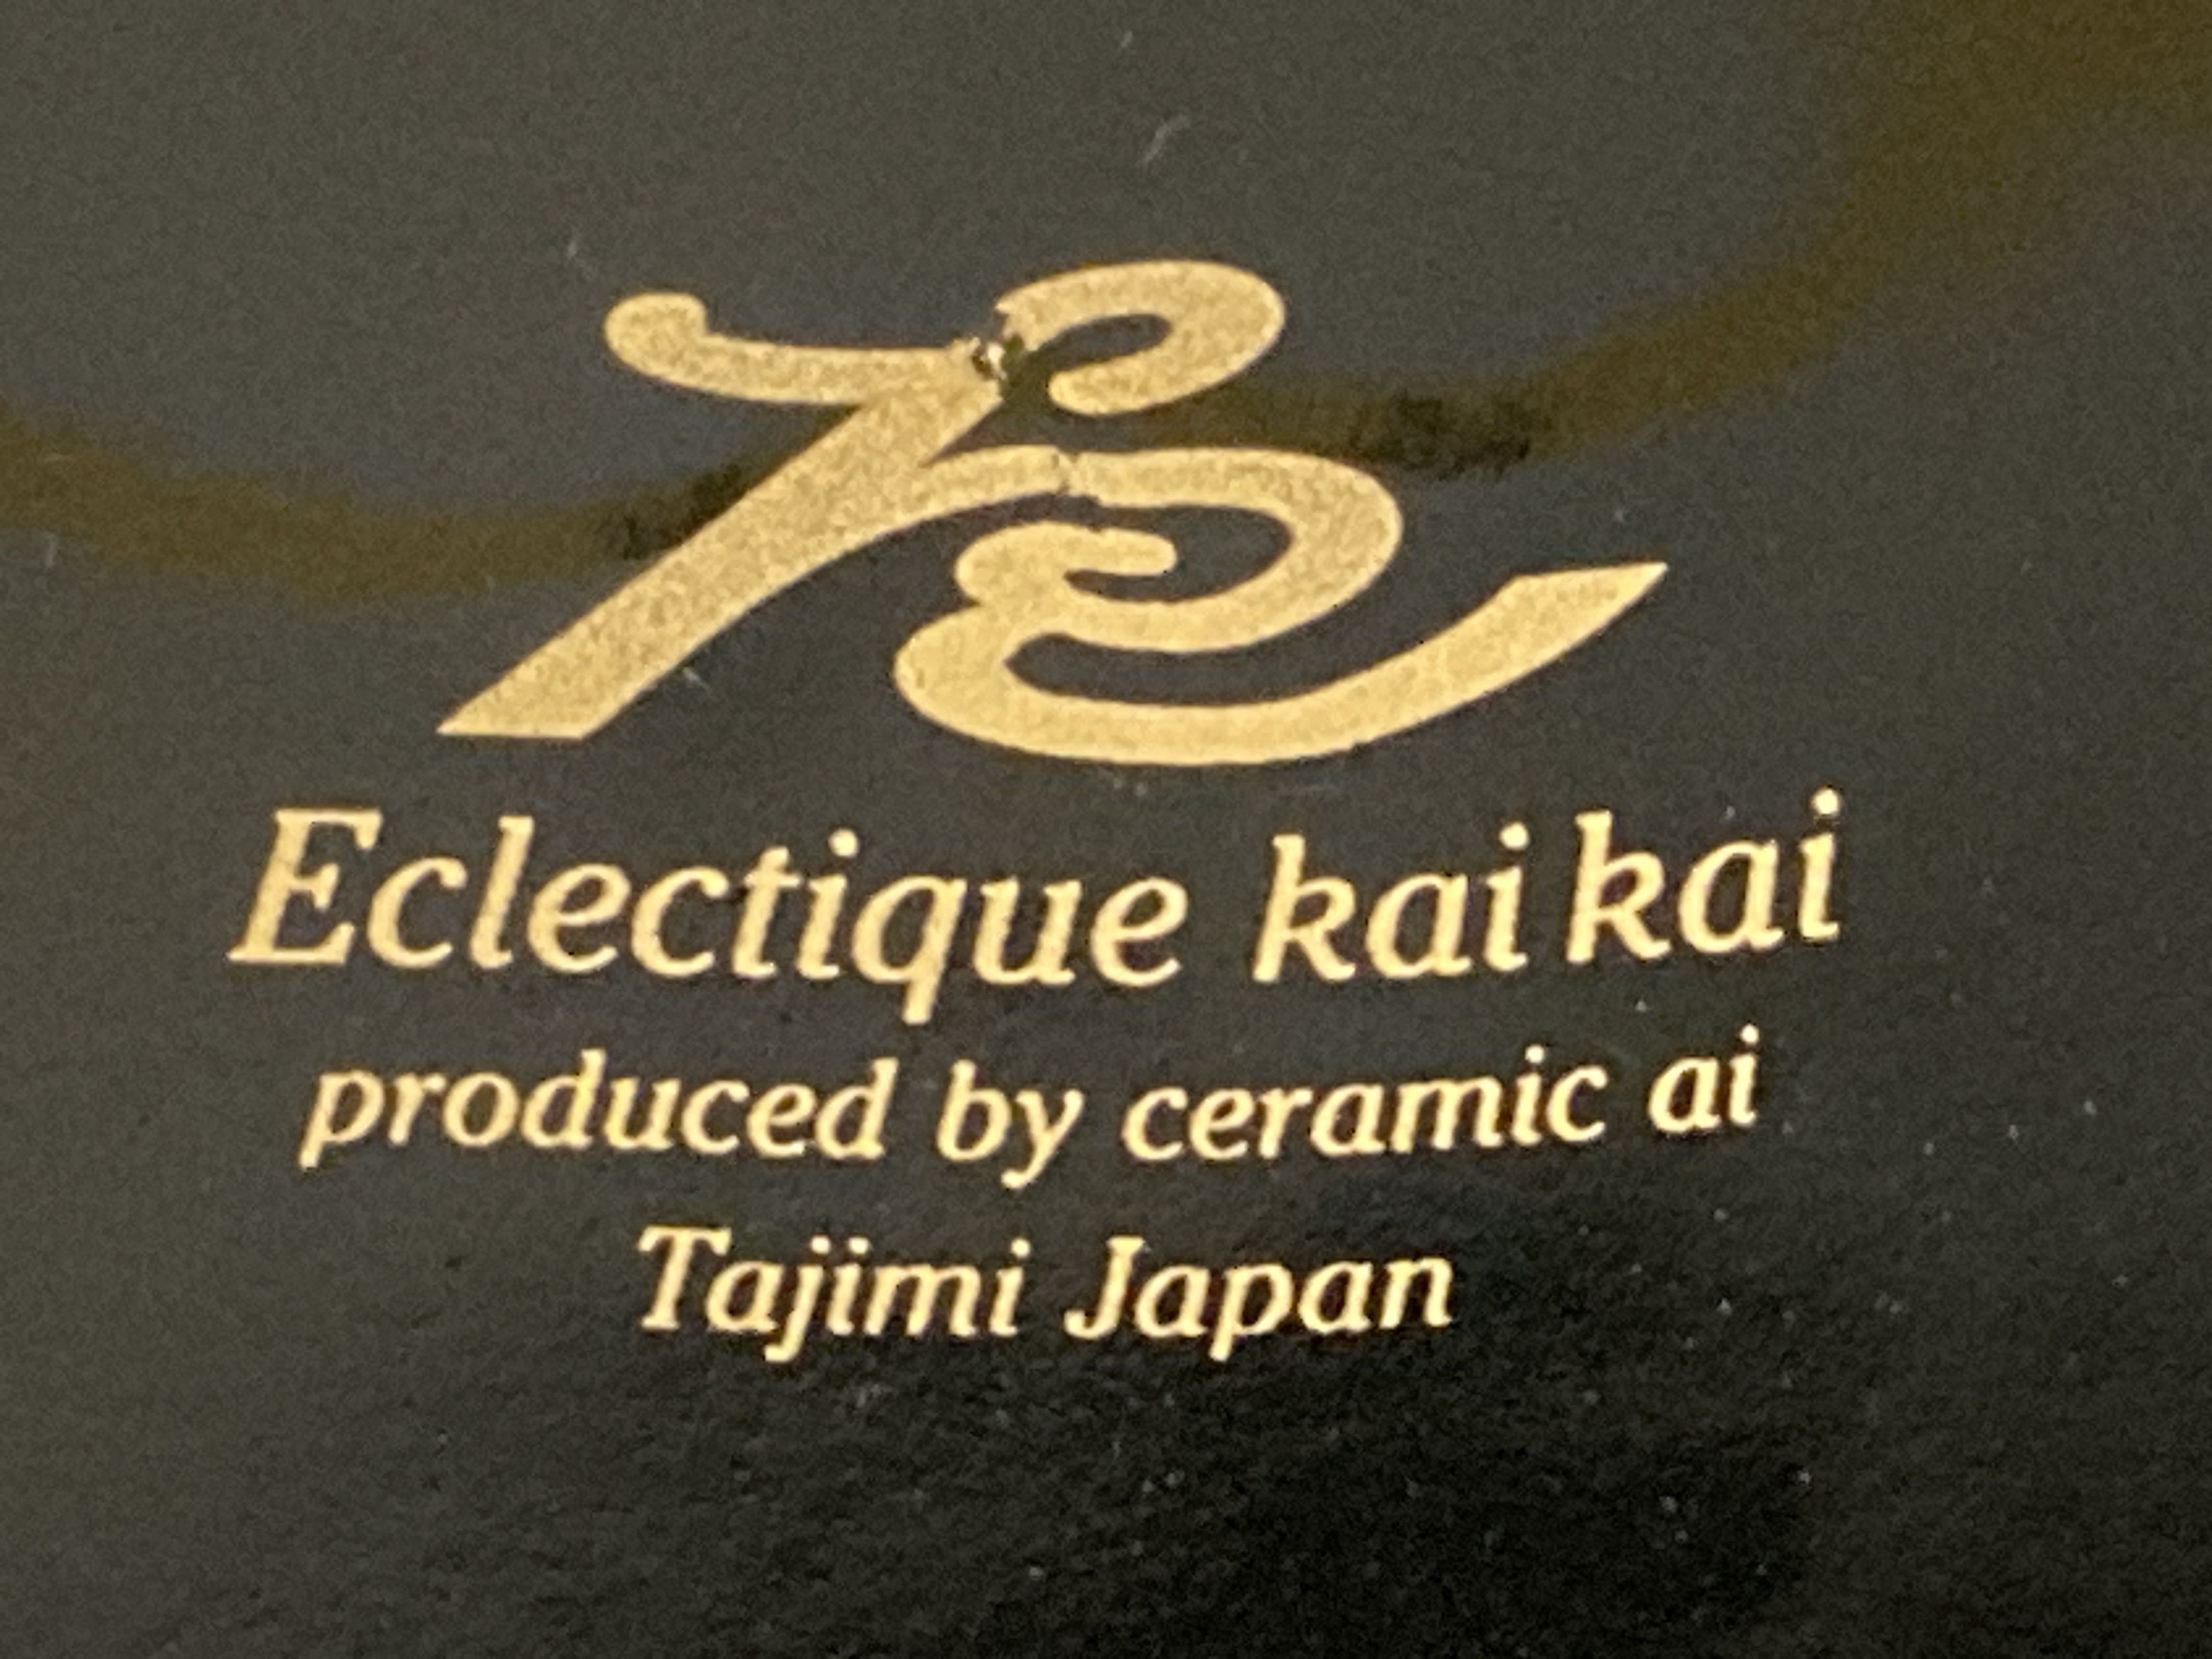 Eclectique kaikai
produced by ceramic ai
Tajimi Japan